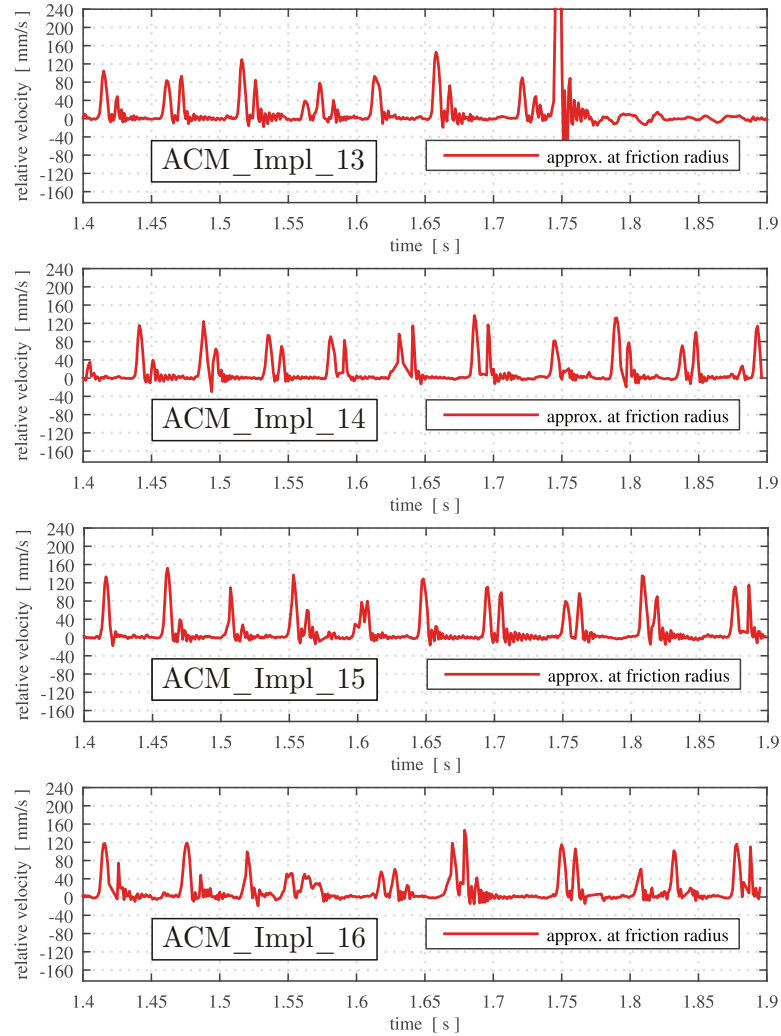 relative velocity [ mm/s ]
240
200
160
120
80
40
0
-40
-80
-120
-160
ACM_Impl_13
approx. at friction radius
1.4 1.45 1.5 1.55 1.6 1.65 1.7 1.75 1.8 1.85 1.9
time [ s ]
relative velocity [ mm/s ]
240
200
160
120
80
40
0
-40
-80
-120
-160
ACM_Impl_14
approx. at friction radius
1.4 1.45 1.5 1.55 1.6 1.65 1.7 1.75 1.8 1.85 1.9
time [ s ]
relative velocity [ mm/s ]
240
200
160
120
80
40
0
-40
-80
-120
-160
ACM_Impl_15
approx. at friction radius
1.4 1.45 1.5 1.55 1.6 1.65 1.7 1.75 1.8 1.85 1.9
time [ s ]
relative velocity [ mm/s ]
240
200
160
120
80
40
0
-40
-80
-120
-160
ACM_Impl_16
approx. at friction radius
1.4 1.45 1.5 1.55 1.6 1.65 1.7 1.75 1.8 1.85 1.9
time [ s ]